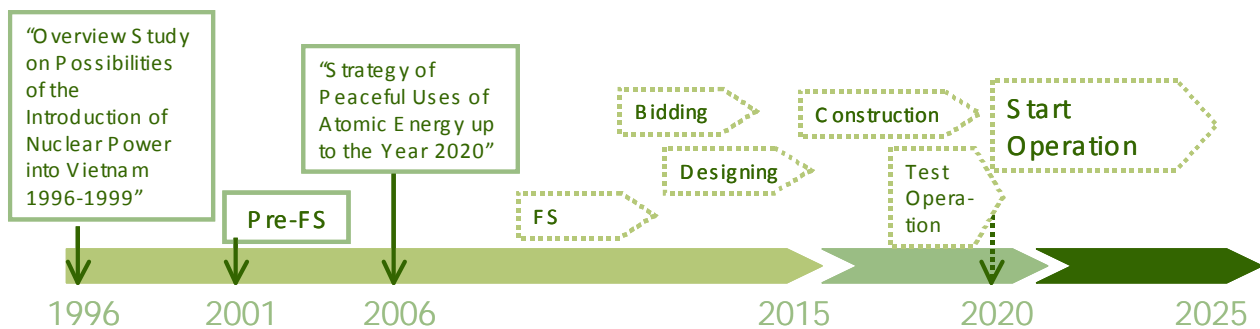 “Overview Study
on Possibilities
of the
Introduction of
Nuclear Power
into Vietnam
1996-1999”
Pre-FS
“Strategy of
Peaceful Uses of
Atomic Energy up
to the Year 2020”
FS
Bidding
Designing
Construction
Test
Opera-
tion
Start
Operation
1996
2001
2006
2015
2020
2025